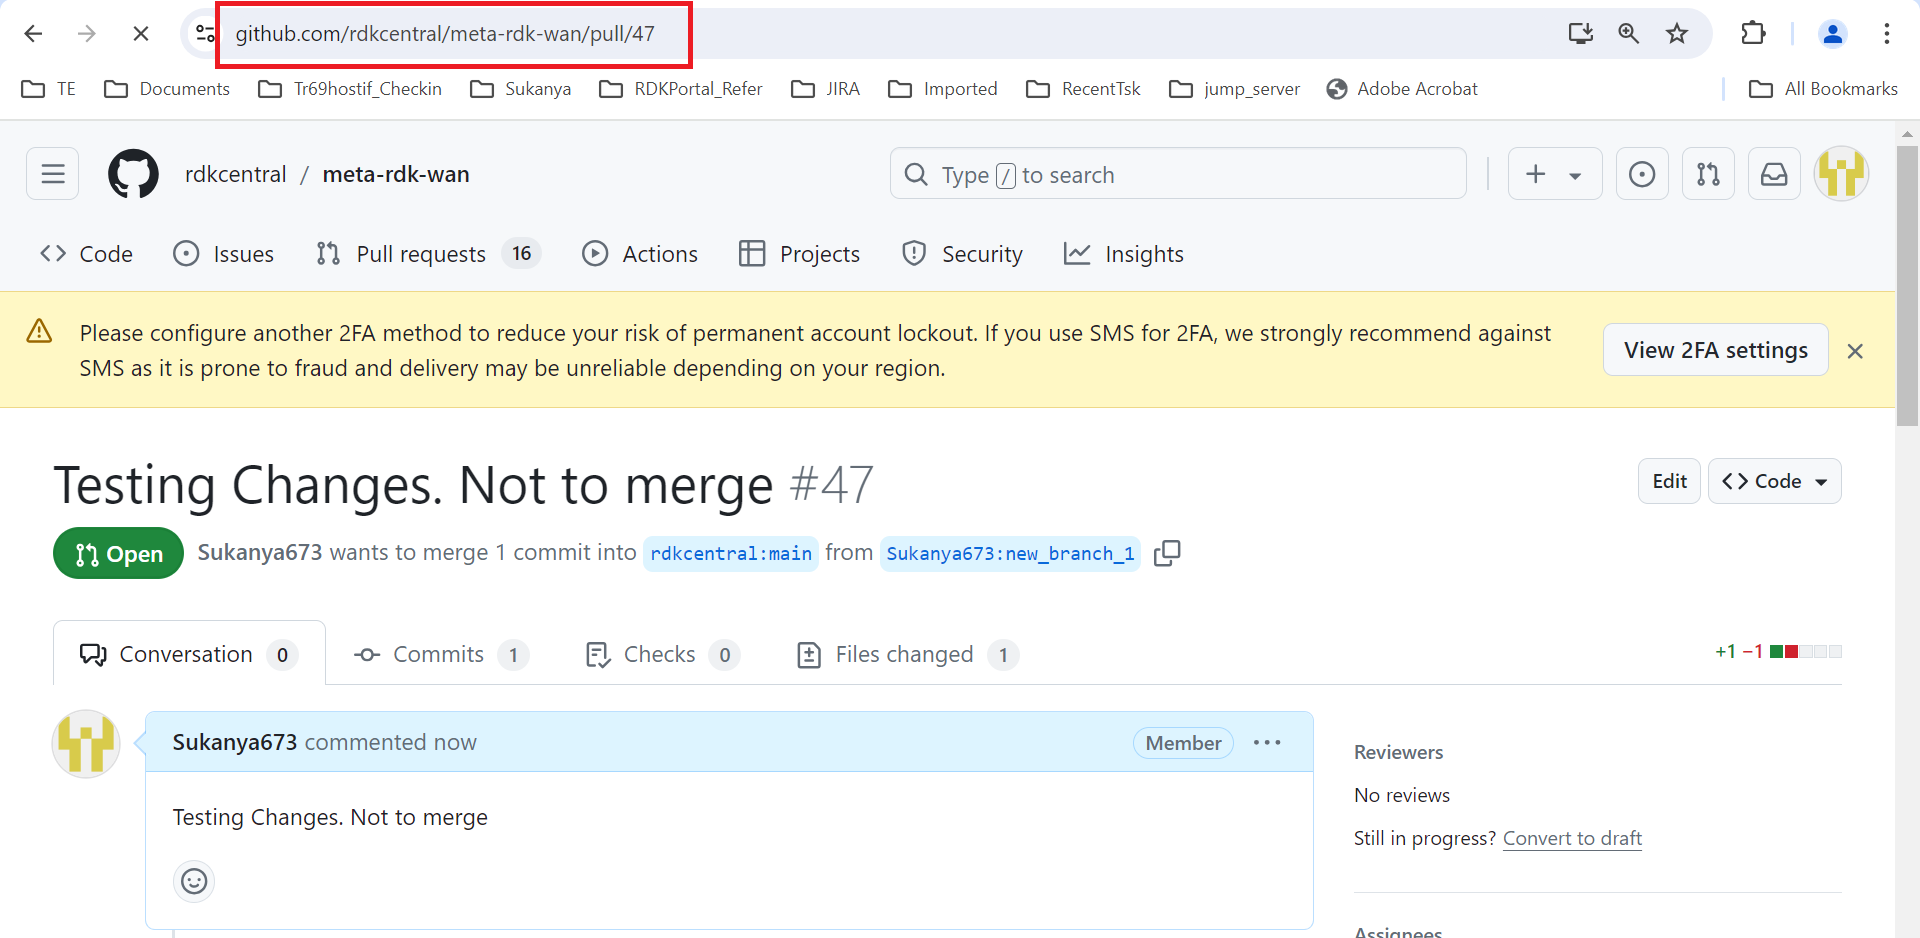 github.com/rdkcentral/meta-rdk-wan/pull/47
TE Documents Tr69hostif_Checkin Sukanya RDKPortal_Refer JIRA Imported RecentTsk jump_server Adobe Acrobat All Bookmarks
rdkcentral / meta-rdk-wan Type / to search
Code Issues Pull requests 16 Actions Projects Security Insights
Please configure another 2FA method to reduce your risk of permanent account lockout. If you use SMS for 2FA, we strongly recommend against
SMS as it is prone to fraud and delivery may be unreliable depending on your region.
View 2FA settings
Testing Changes. Not to merge #47
Edit Code
Open Sukanya673 wants to merge 1 commit into rdkcentral:main from Sukanya673:new_branch_1
Conversation 0 Commits 1 Checks 0 Files changed 1 +1 −1
Sukanya673 commented now Member
Testing Changes. Not to merge
Reviewers
No reviews
Still in progress? Convert to draft
Assignees